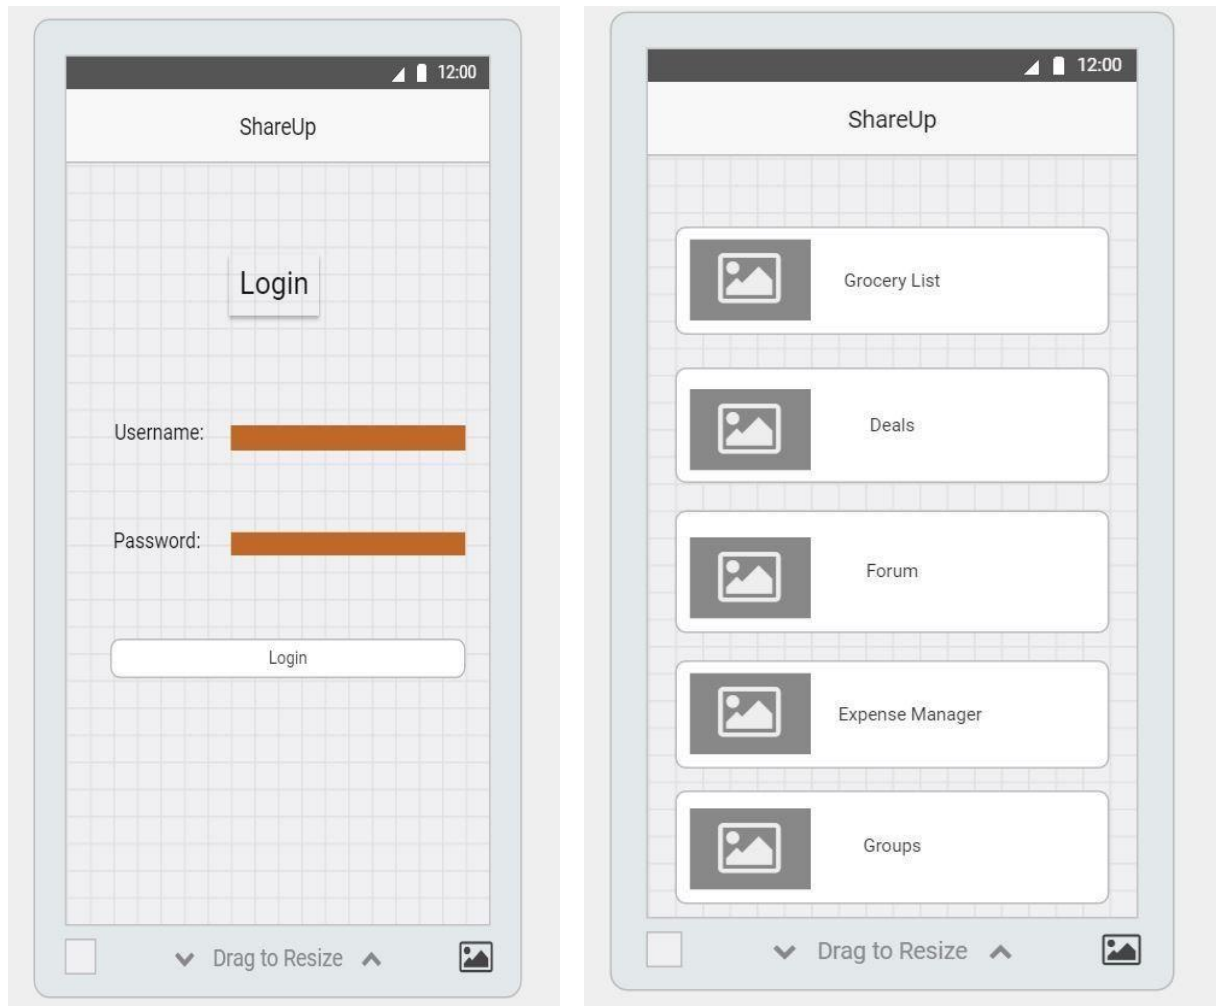 12:00
ShareUp
Login
Username:
Password:
Login
Drag to Resize
12:00
ShareUp
Grocery List
Deals
Forum
Expense Manager
Groups
Drag to Resize